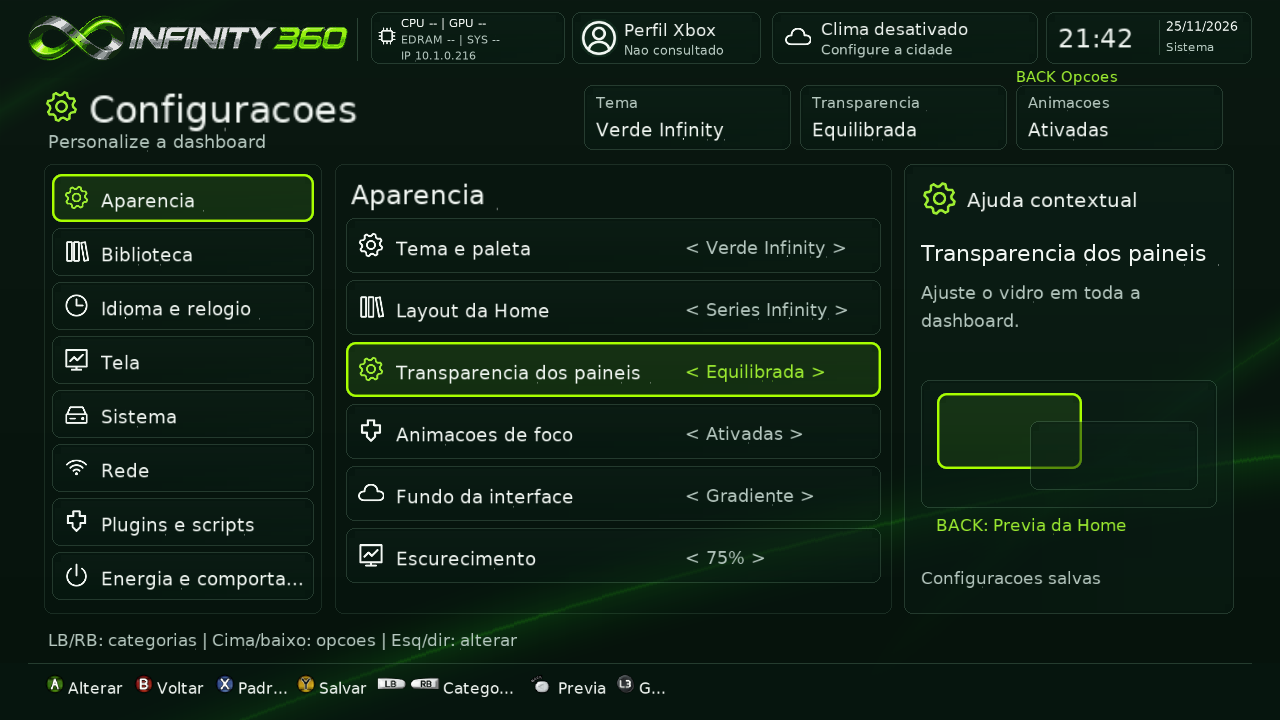 INFINITY 360
CPU -- | GPU --
EDRAM -- | SYS --
IP 10.1.0.216
Perfil Xbox
Nao consultado
Clima desativado
Configure a cidade
21:42
25/11/2026
Sistema
BACK Opcoes
Configuracoes
Personalize a dashboard
Tema
Verde Infinity
Transparencia
Equilibrada
Animacoes
Ativadas
Aparencia
Biblioteca
Idioma e relogio
Tela
Sistema
Rede
Plugins e scripts
Energia e comporta...
Aparencia
Tema e paleta < Verde Infinity >
Layout da Home < Series Infinity >
Transparencia dos paineis < Equilibrada >
Animacoes de foco < Ativadas >
Fundo da interface < Gradiente >
Escurecimento < 75% >
Ajuda contextual
Transparencia dos paineis
Ajuste o vidro em toda a
dashboard.
BACK: Previa da Home
Configuracoes salvas
LB/RB: categorias | Cima/baixo: opcoes | Esq/dir: alterar
A Alterar B Voltar X Padr... Y Salvar LB RB Catego... Previa L3 G...